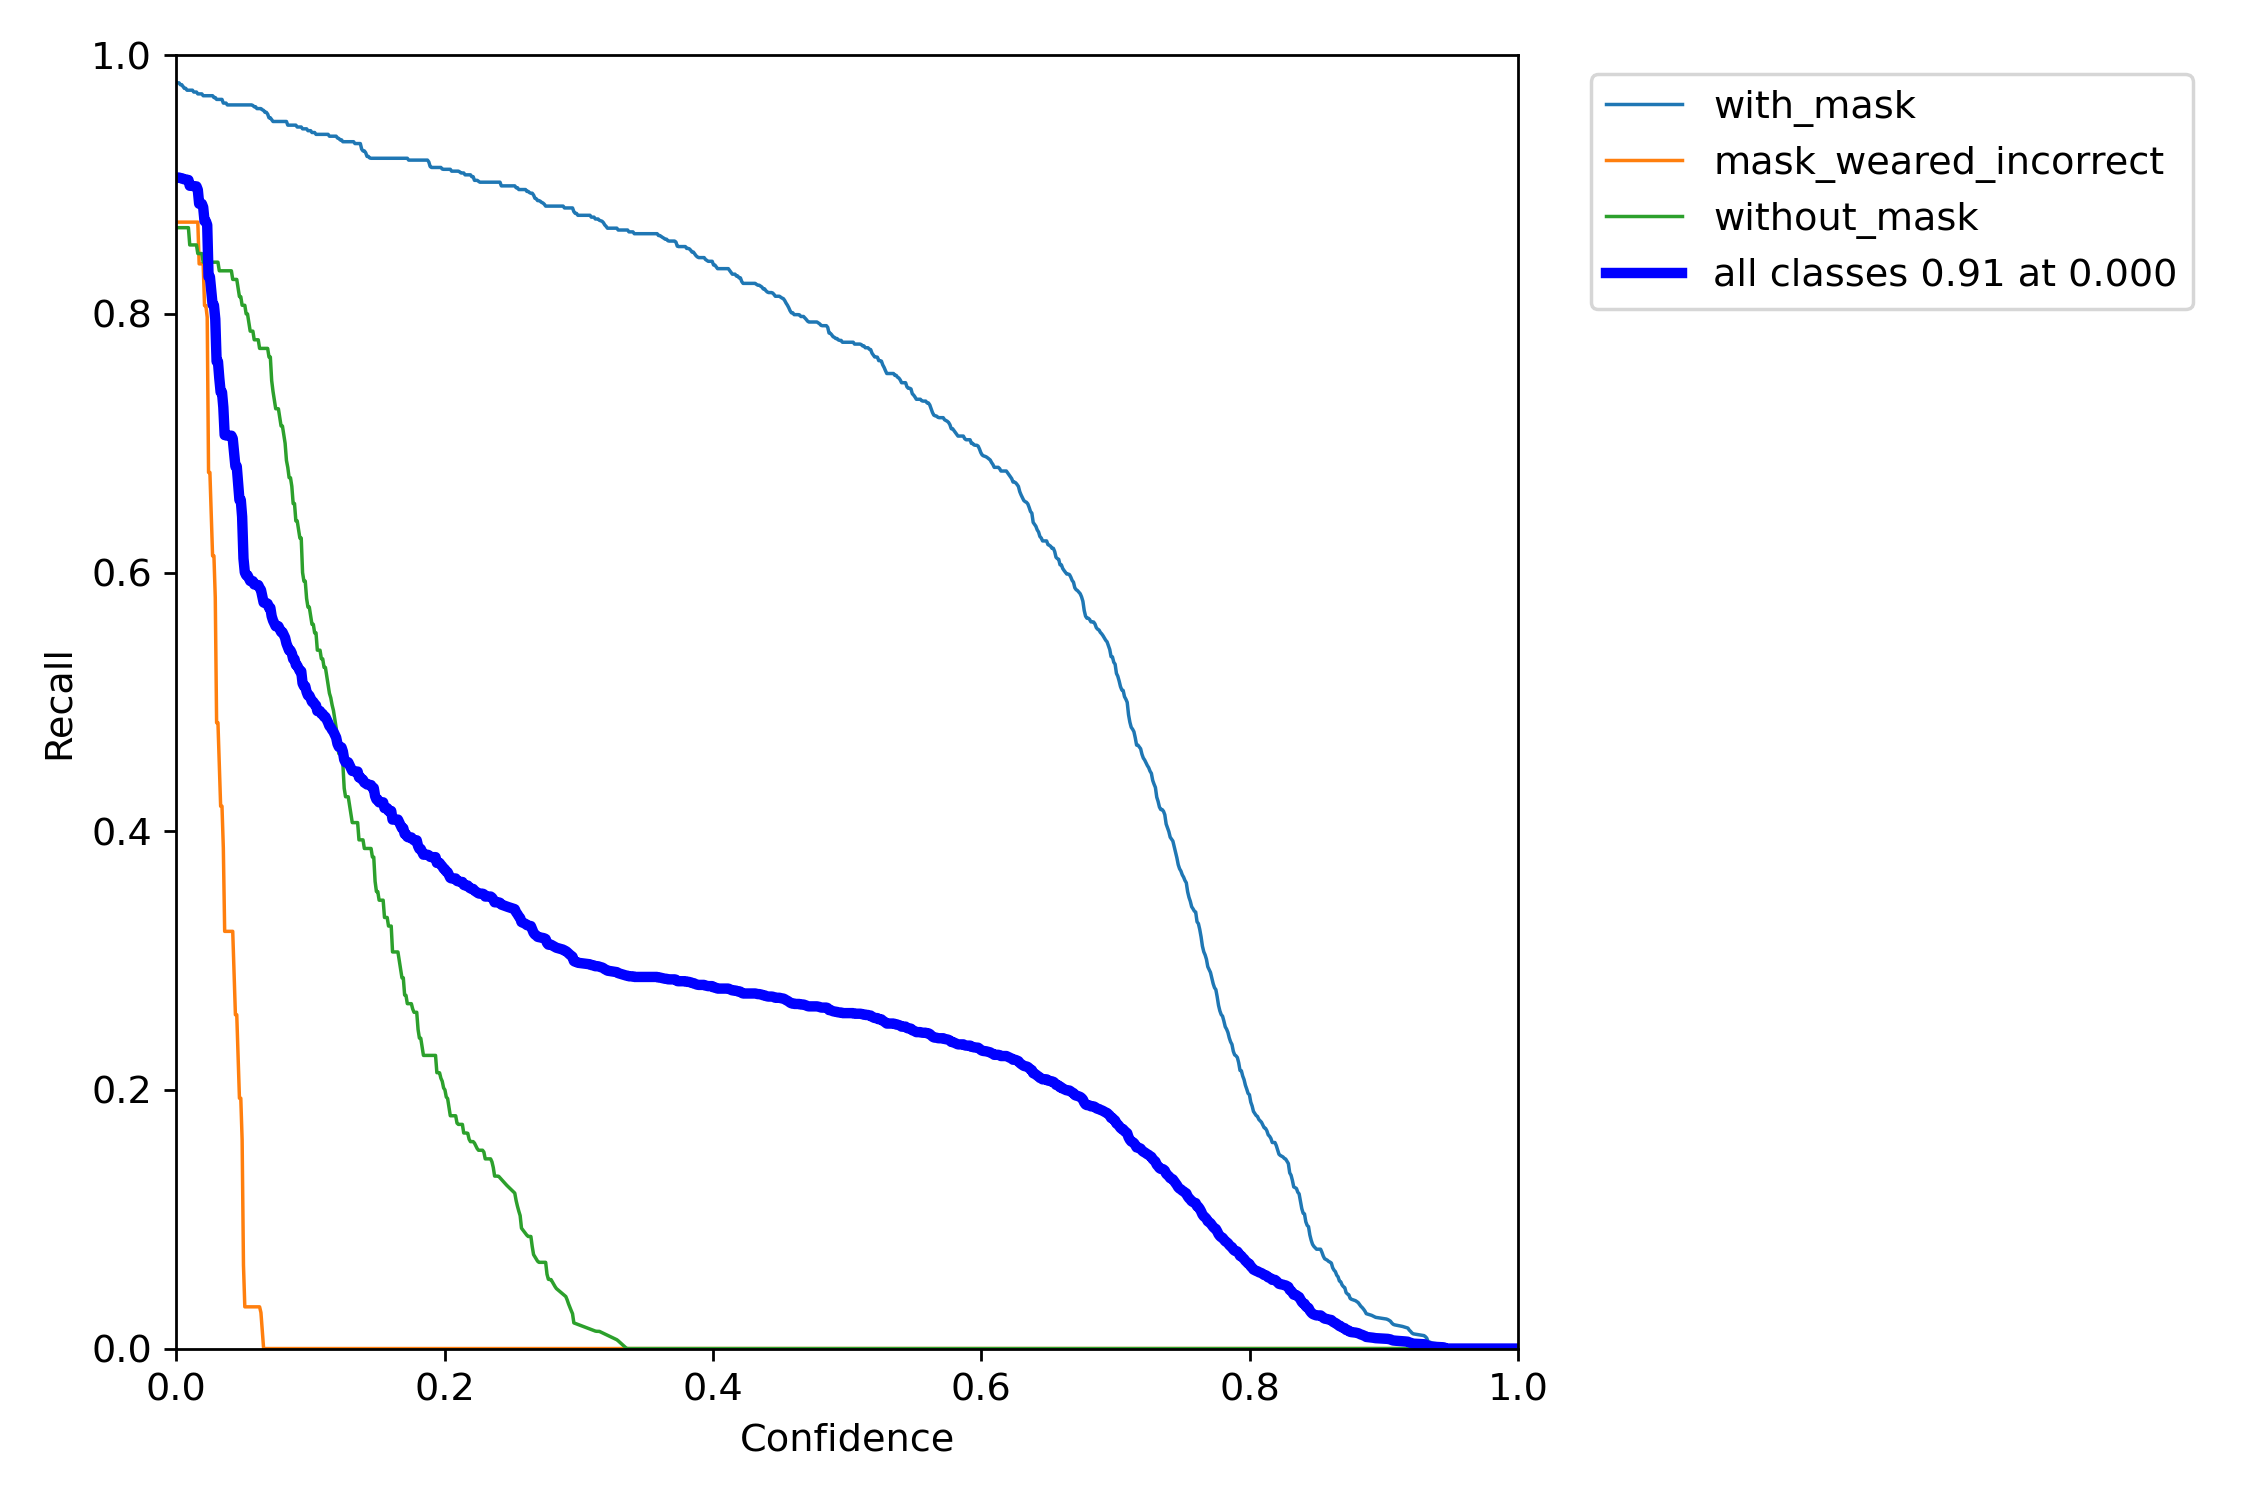 with_mask
mask_weared_incorrect
without_mask
all classes 0.91 at 0.000
1.0
0.8
0.6
0.4
0.2
0.0
Recall
0.0 0.2 0.4 0.6 0.8 1.0
Confidence